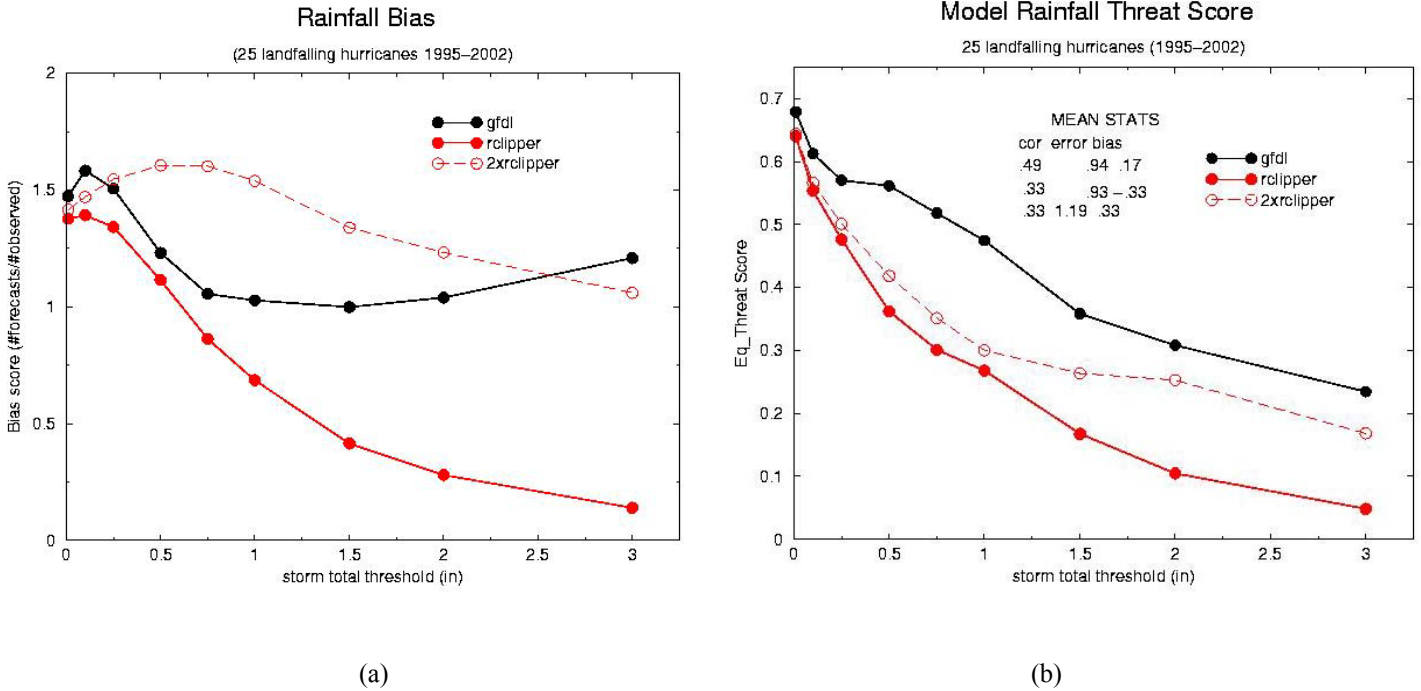 Rainfall Bias
(25 landfalling hurricanes 1995–2002)
2
1.5
1
0.5
0
Bias score (#forecasts/#observed)
gfdl
rclipper
2xrclipper
0 0.5 1 1.5 2 2.5 3
storm total threshold (in)
(a)
Model Rainfall Threat Score
25 landfalling hurricanes (1995–2002)
0.7
0.6
0.5
0.4
0.3
0.2
0.1
0
Eq_Threat Score
MEAN STATS
cor error bias
.49 .94 .17
.33 .93 –.33
.33 1.19 .33
gfdl
rclipper
2xrclipper
0 0.5 1 1.5 2 2.5 3
storm total threshold (in)
(b)